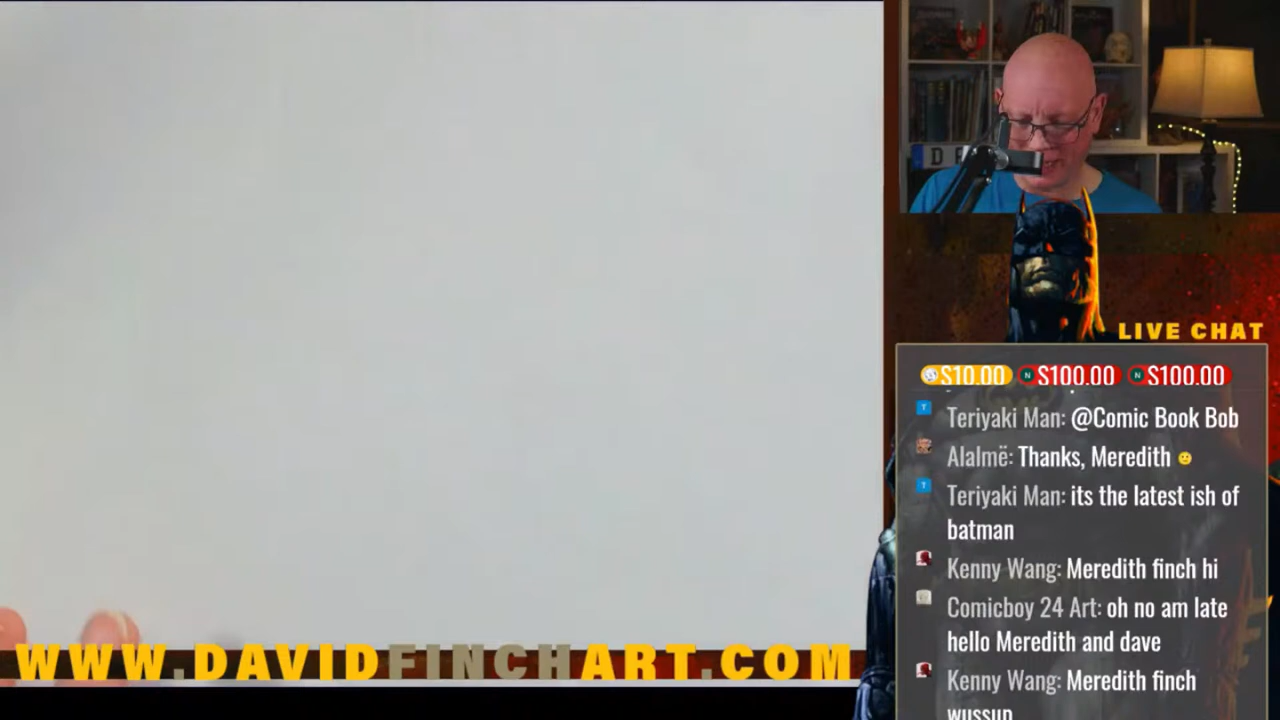 LIVE CHAT
$10.00 $100.00 $100.00
Teriyaki Man: @Comic Book Bob
Alalmë: Thanks, Meredith
Teriyaki Man: its the latest ish of
batman
Kenny Wang: Meredith finch hi
Comicboy 24 Art: oh no am late
hello Meredith and dave
Kenny Wang: Meredith finch
wussup
WWW.DAVIDFINCHART.COM